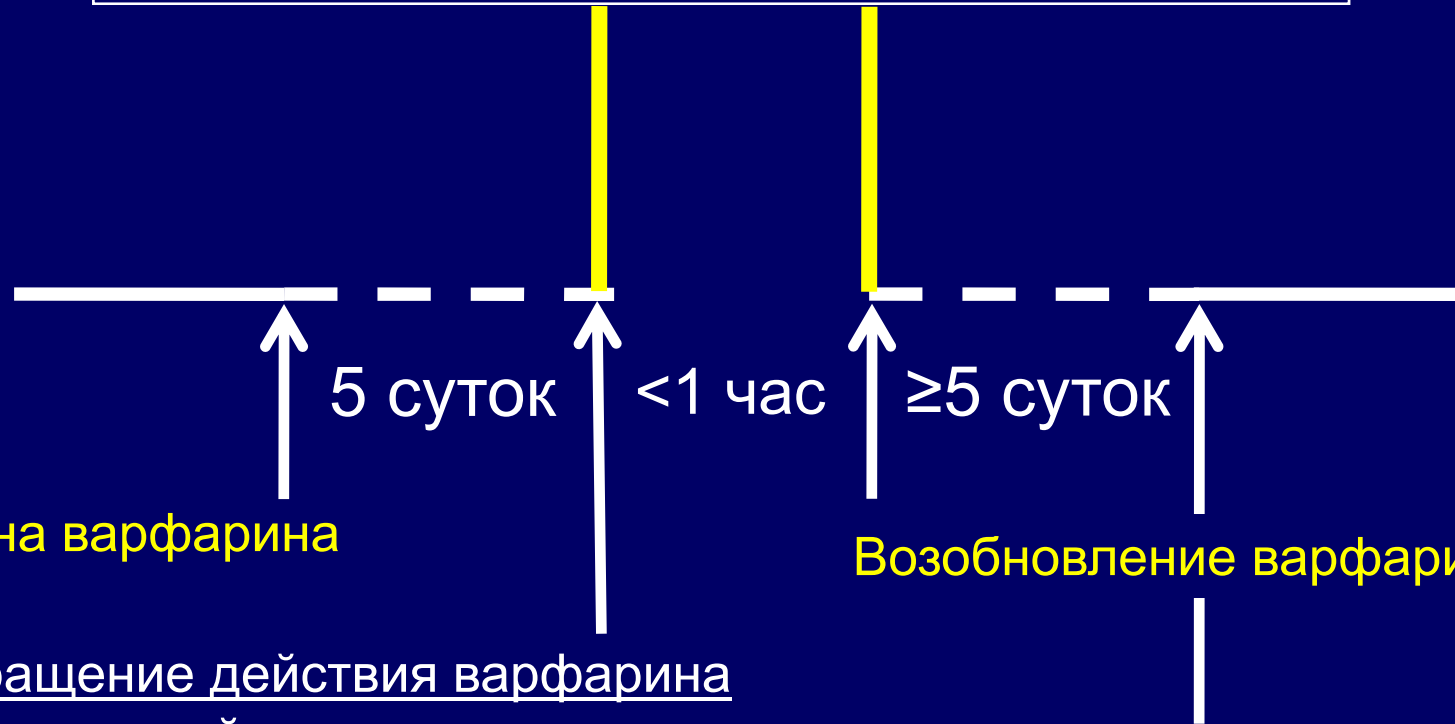 5 суток <1 час ≥5 суток
на варфарина
Возобновление варфари
ращение действия варфарина